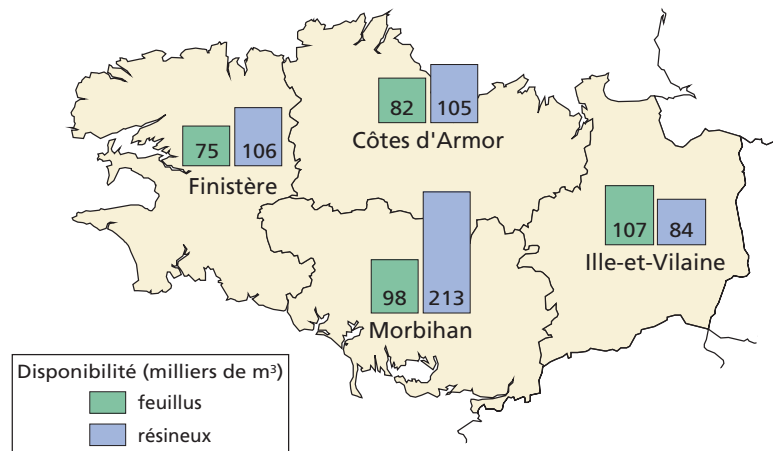 82 105
Côtes d'Armor
75 106
Finistère
107 84
Ille-et-Vilaine
98 213
Morbihan
Disponibilité (milliers de m³)
feuillus
résineux